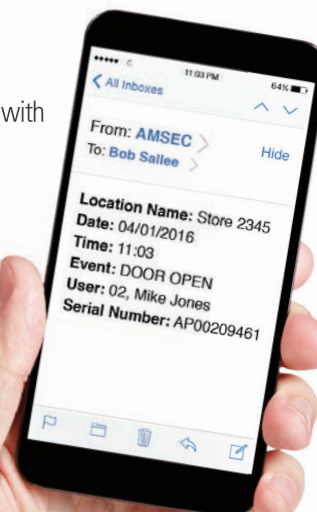 with
11:03 PM
64%
All Inboxes
From: AMSEC
Hide
To: Bob Sallee
Location Name: Store 2345
Date: 04/01/2016
Time: 11:03
Event: DOOR OPEN
User: 02, Mike Jones
Serial Number: AP00209461